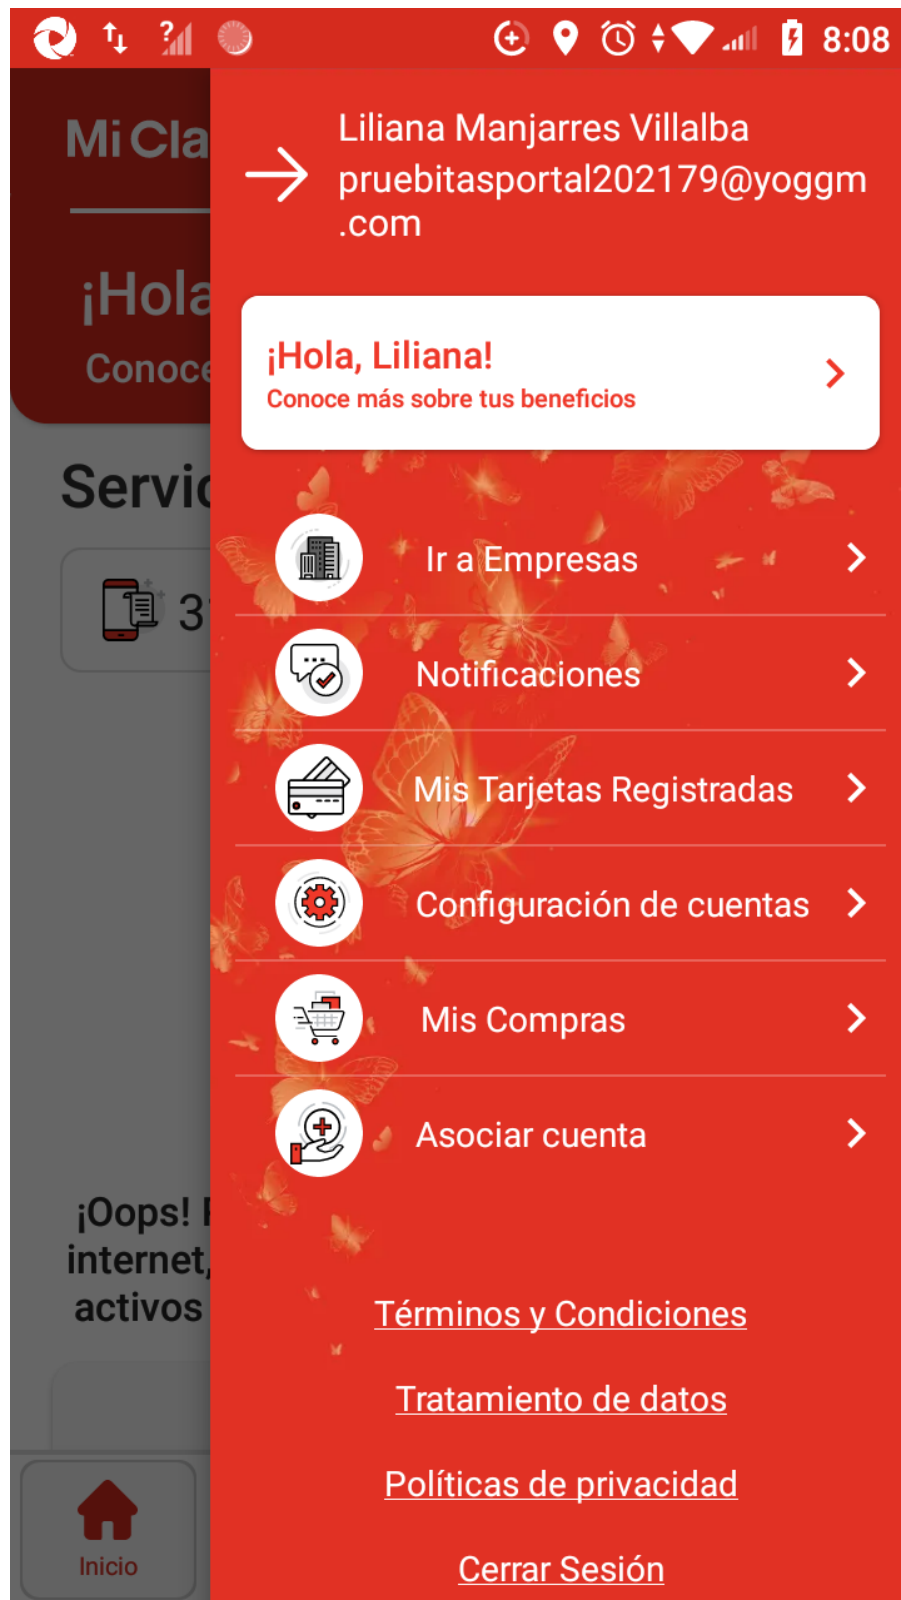 8:08
Mi Cla
Liliana Manjarres Villalba
pruebitasportal202179@yoggm
.com
¡Hola
Conoce
¡Hola, Liliana!
Conoce más sobre tus beneficios
Servic
3
Ir a Empresas
Notificaciones
Mis Tarjetas Registradas
Configuración de cuentas
Mis Compras
Asociar cuenta
¡Oops!
internet,
activos
Términos y Condiciones
Tratamiento de datos
Políticas de privacidad
Cerrar Sesión
Inicio